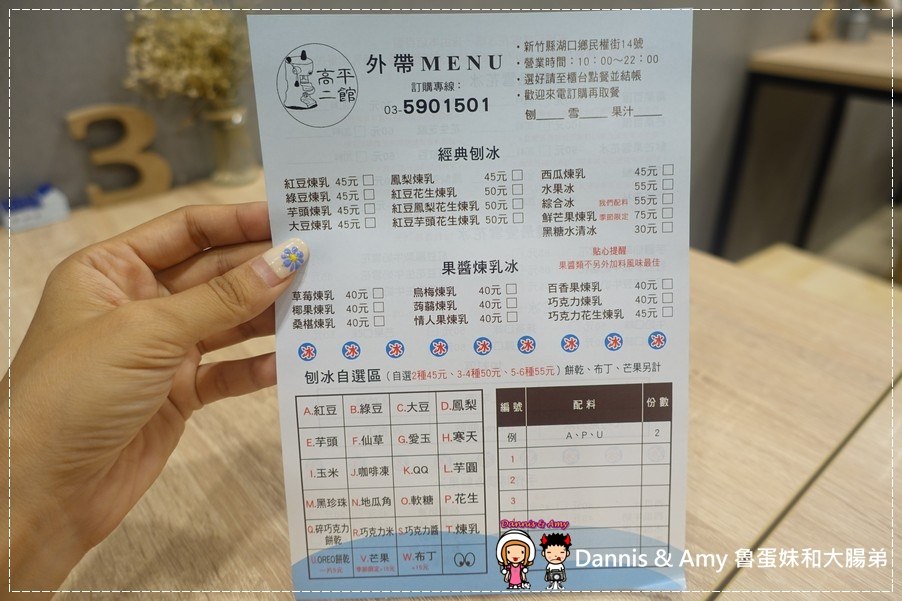 高平
二館
外帶MENU
訂購專線：
03-5901501
・新竹縣湖口鄉民權街14號
・營業時間：10：00～22：00
・選好請至櫃台點餐並結帳
・歡迎來電訂購再取餐
刨____ 雪____ 果汁____
經典刨冰
紅豆煉乳 45元 □ 鳳梨煉乳 45元 □ 西瓜煉乳 45元 □
綠豆煉乳 45元 □ 紅豆花生煉乳 50元 □ 水果冰 55元 □
芋頭煉乳 45元 □ 紅豆鳳梨花生煉乳 50元 □ 綜合冰 我們配料 55元 □
大豆煉乳 45元 □ 紅豆芋頭花生煉乳 50元 □ 鮮芒果煉乳 季節限定 75元 □
黑糖水清冰 30元 □
貼心提醒
果醬類不另外加料風味最佳
果醬煉乳冰
草莓煉乳 40元 □ 烏梅煉乳 40元 □ 百香果煉乳 40元 □
椰果煉乳 40元 □ 蒟蒻煉乳 40元 □ 巧克力煉乳 40元 □
桑椹煉乳 40元 □ 情人果煉乳 40元 □ 巧克力花生煉乳 45元 □
冰 冰 冰 冰 冰 冰 冰 冰 冰
刨冰自選區（自選2種45元、3-4種50元、5-6種55元）餅乾、布丁、芒果另計
A.紅豆 B.綠豆 C.大豆 D.鳳梨
E.芋頭 F.仙草 G.愛玉 H.寒天
I.玉米 J.咖啡凍 K.QQ L.芋圓
M.黑珍珠 N.地瓜角 O.軟糖 P.花生
Q.碎巧克力餅乾 R.巧克力米 S.巧克力醬 T.煉乳
U.OREO餅乾 一片5元 V.芒果 季節限定+15元 W.布丁 +15元
編號 配料 份數
例 A、P、U 2
1
2
3
Dannis & Amy
Dannis & Amy 魯蛋妹和大腸弟
3